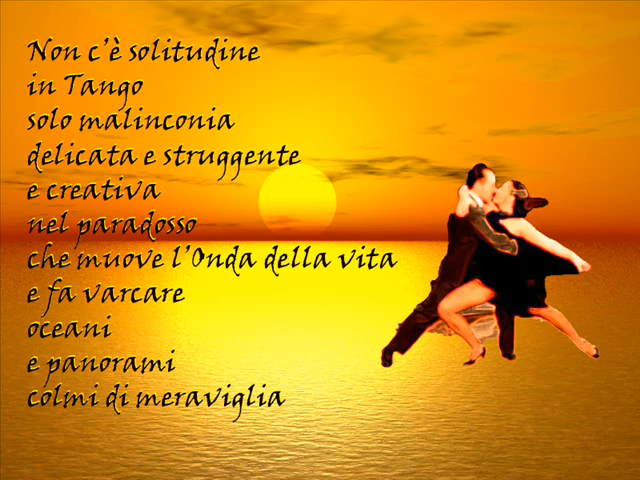 Non c'è solitudine
in Tango
solo malinconia
delicata e struggente
e creativa
nel paradosso
che muove l'Onda della vita
e fa varcare
oceani
e panorami
colmi di meraviglia